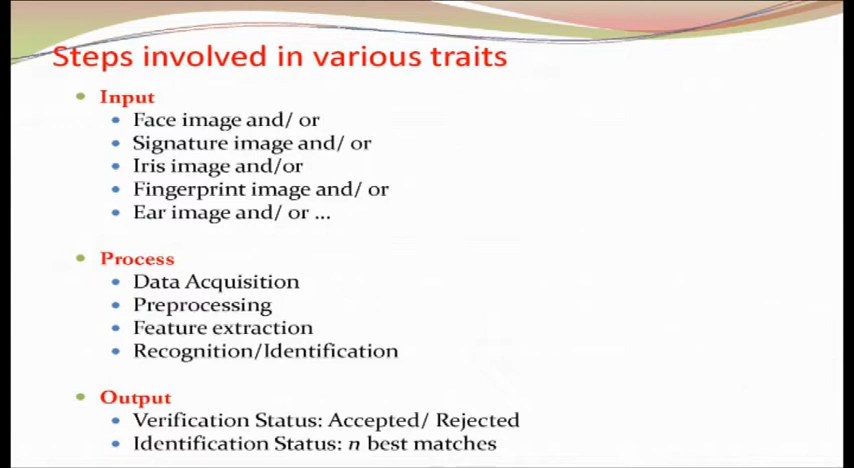 Steps involved in various traits
Input
Face image and/ or
Signature image and/ or
Iris image and/or
Fingerprint image and/ or
Ear image and/ or ...
Process
Data Acquisition
Preprocessing
Feature extraction
Recognition/Identification
Output
Verification Status: Accepted/ Rejected
Identification Status: n best matches